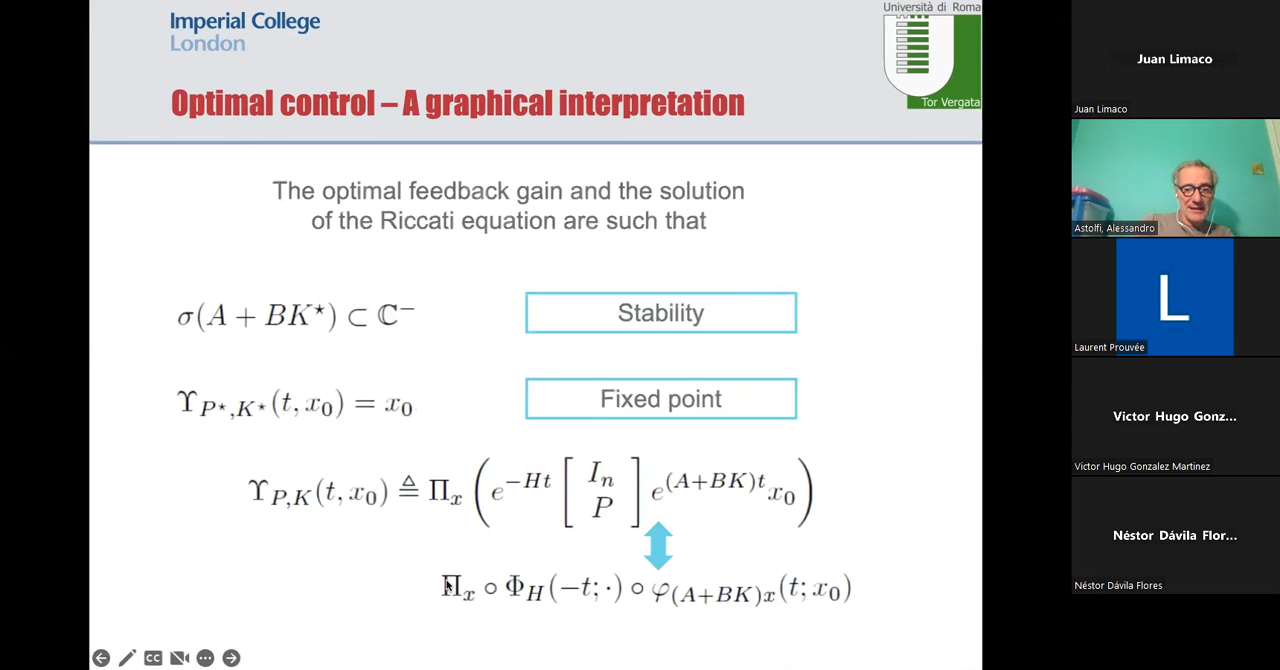 Imperial College
London
Università di Roma
Tor Vergata
Optimal control – A graphical interpretation
The optimal feedback gain and the solution
of the Riccati equation are such that
σ(A + BK⋆) ⊂ ℂ⁻
Stability
ϒ_{P⋆,K⋆}(t, x₀) = x₀
Fixed point
ϒ_{P,K}(t, x₀) ≜ Π_x ( e^{−Ht} [ I_n ; P ] e^{(A+BK)t} x₀ )
Π_x ∘ Φ_H(−t; ·) ∘ φ_{(A+BK)x}(t; x₀)
CC
Juan Limaco
Juan Limaco
Astolfi, Alessandro
L
Laurent Prouvée
Victor Hugo Gonz...
Victor Hugo Gonzalez Martinez
Néstor Dávila Flor...
Néstor Dávila Flores